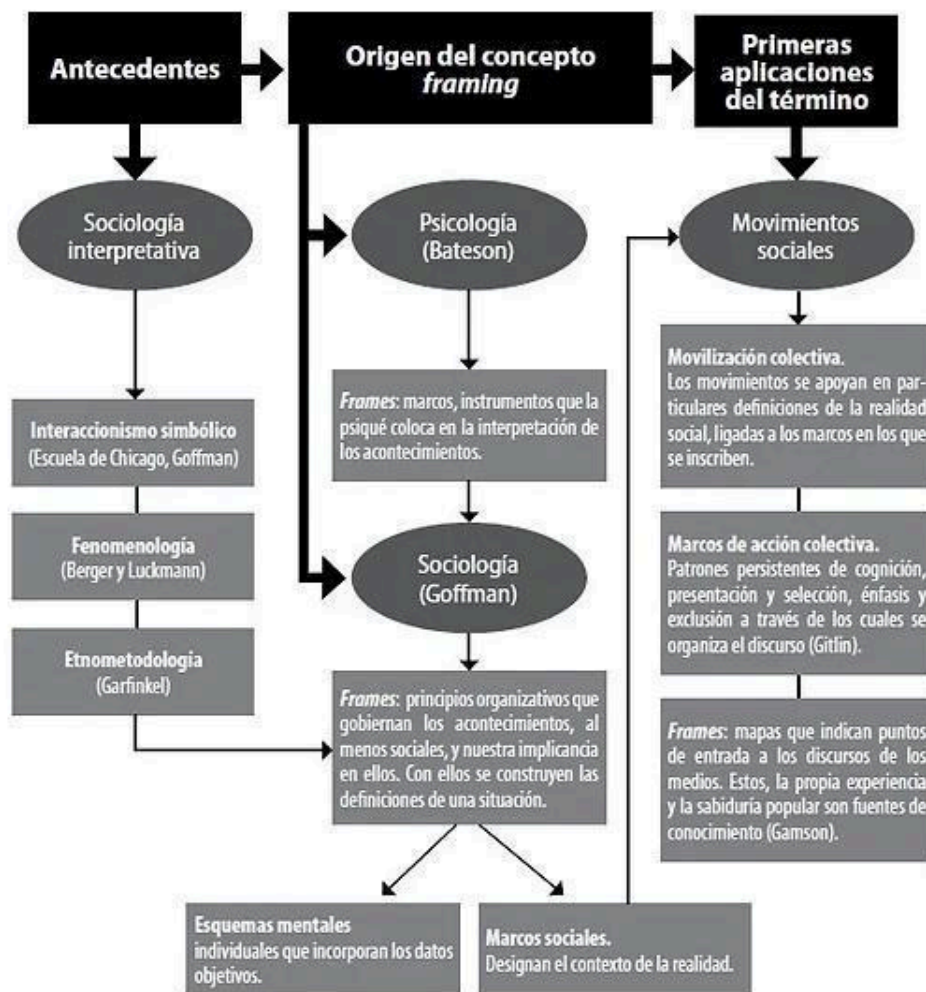 Antecedentes
Origen del concepto
framing
Primeras
aplicaciones
del término
Sociología
interpretativa
Interaccionismo simbólico
(Escuela de Chicago, Goffman)
Fenomenología
(Berger y Luckmann)
Etnometodología
(Garfinkel)
Psicología
(Bateson)
Frames: marcos, instrumentos que la
psiqué coloca en la interpretación de
los acontecimientos.
Sociología
(Goffman)
Frames: principios organizativos que
gobiernan los acontecimientos, al
menos sociales, y nuestra implicancia
en ellos. Con ellos se construyen las
definiciones de una situación.
Esquemas mentales
individuales que incorporan los datos
objetivos.
Marcos sociales.
Designan el contexto de la realidad.
Movimientos
sociales
Movilización colectiva.
Los movimientos se apoyan en par-
ticulares definiciones de la realidad
social, ligadas a los marcos en los que
se inscriben.
Marcos de acción colectiva.
Patrones persistentes de cognición,
presentación y selección, énfasis y
exclusión a través de los cuales se
organiza el discurso (Gitlin).
Frames: mapas que indican puntos
de entrada a los discursos de los
medios. Estos, la propia experiencia
y la sabiduría popular son fuentes de
conocimiento (Gamson).